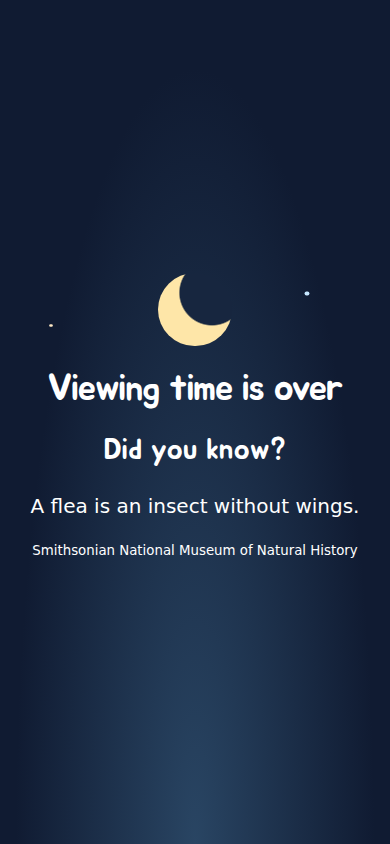 Viewing time is over
Did you know?
A flea is an insect without wings.
Smithsonian National Museum of Natural History